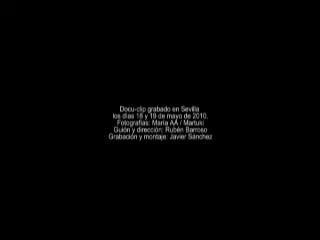 Docu-clip grabado en Sevilla
los días 18 y 19 de mayo de 2010.
Fotografías: María AÁ / Martuki
Guión y dirección: Rubén Barroso
Grabación y montaje: Javier Sánchez